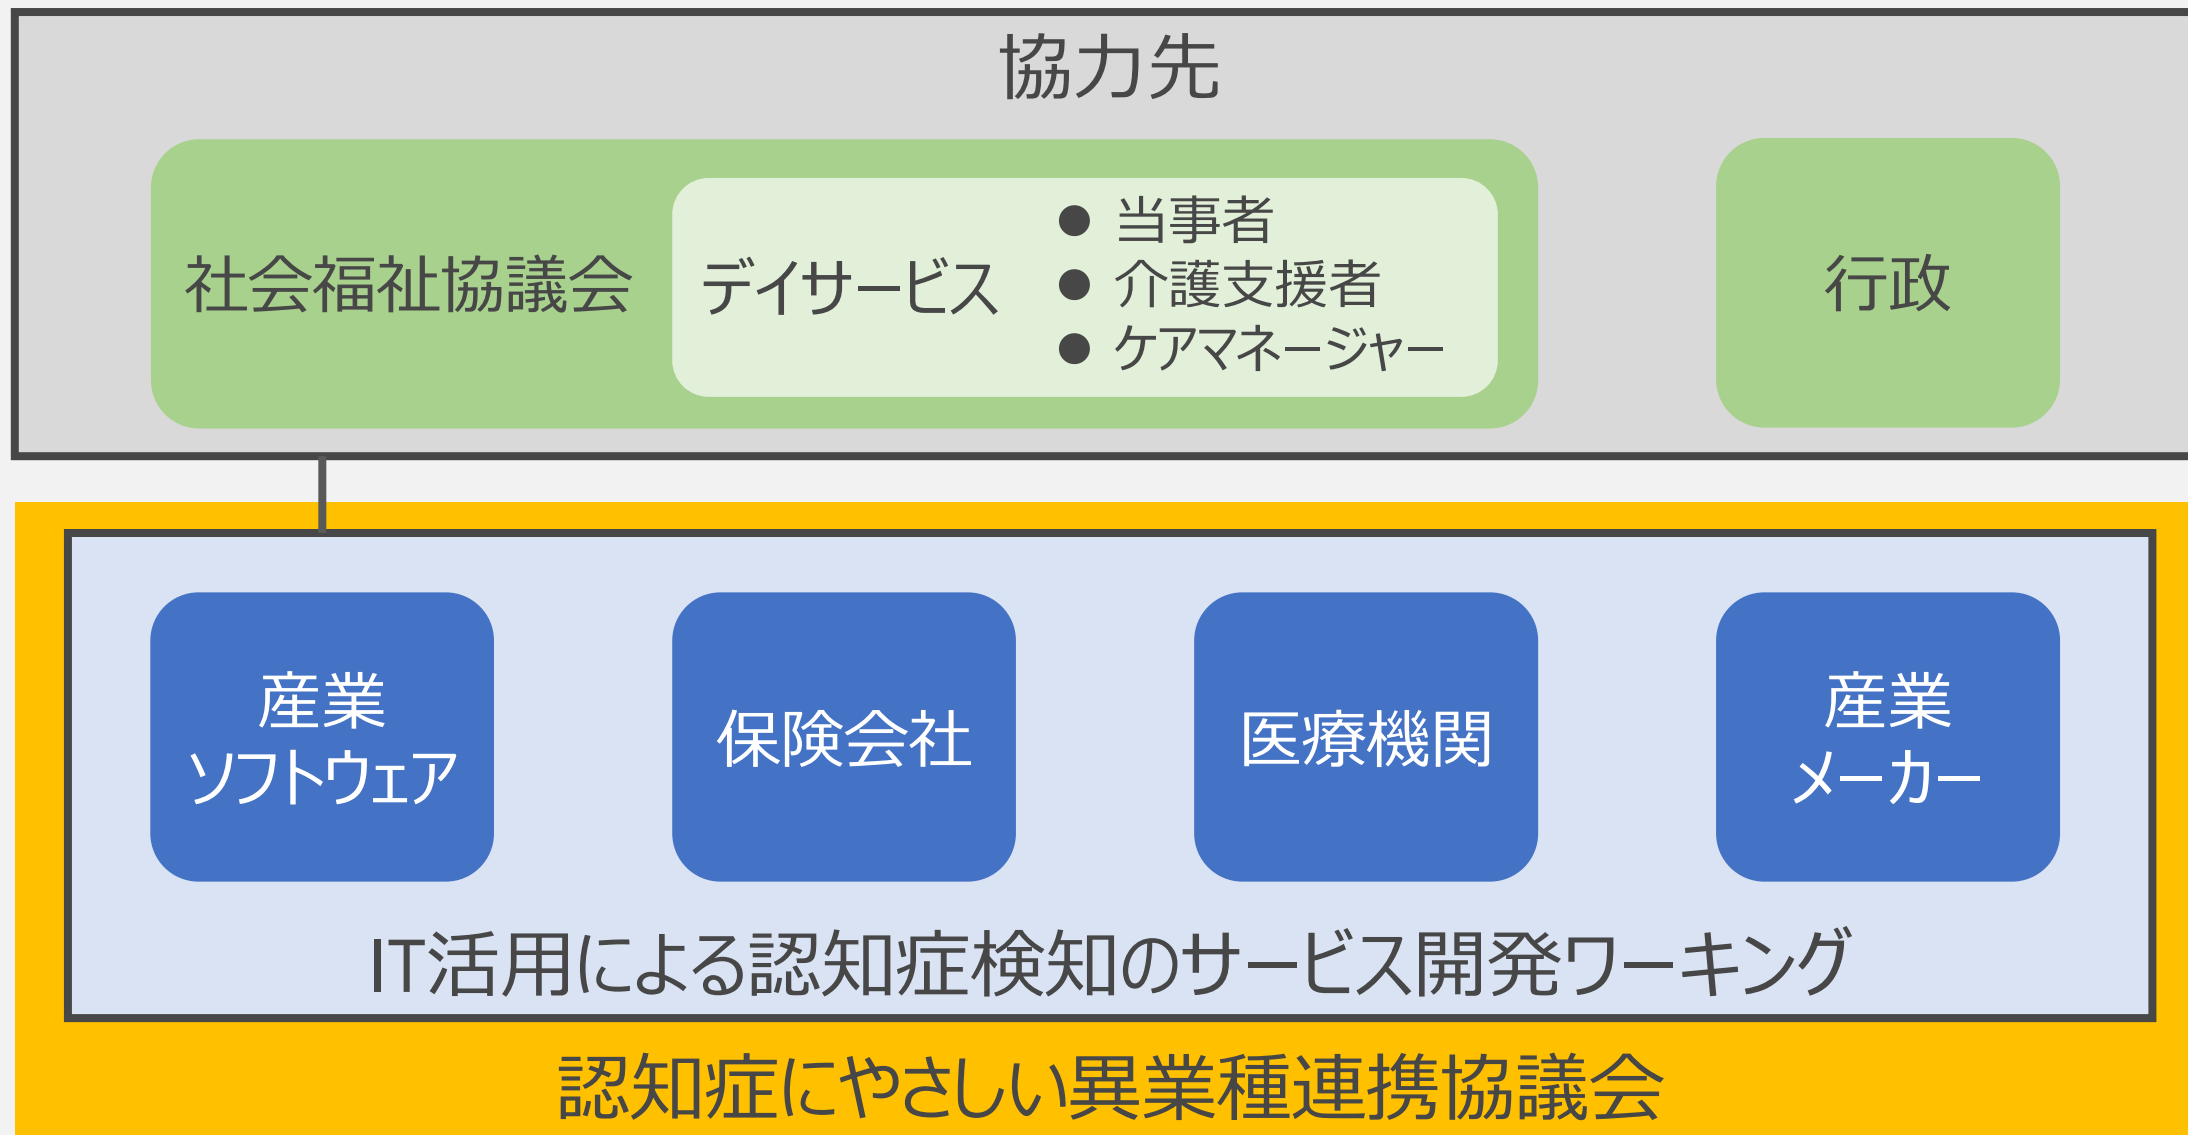 協力先
社会福祉協議会
デイサービス
● 当事者
● 介護支援者
● ケアマネージャー
行政
産業
ソフトウェア
保険会社
医療機関
産業
メーカー
IT活用による認知症検知のサービス開発ワーキング
認知症にやさしい異業種連携協議会